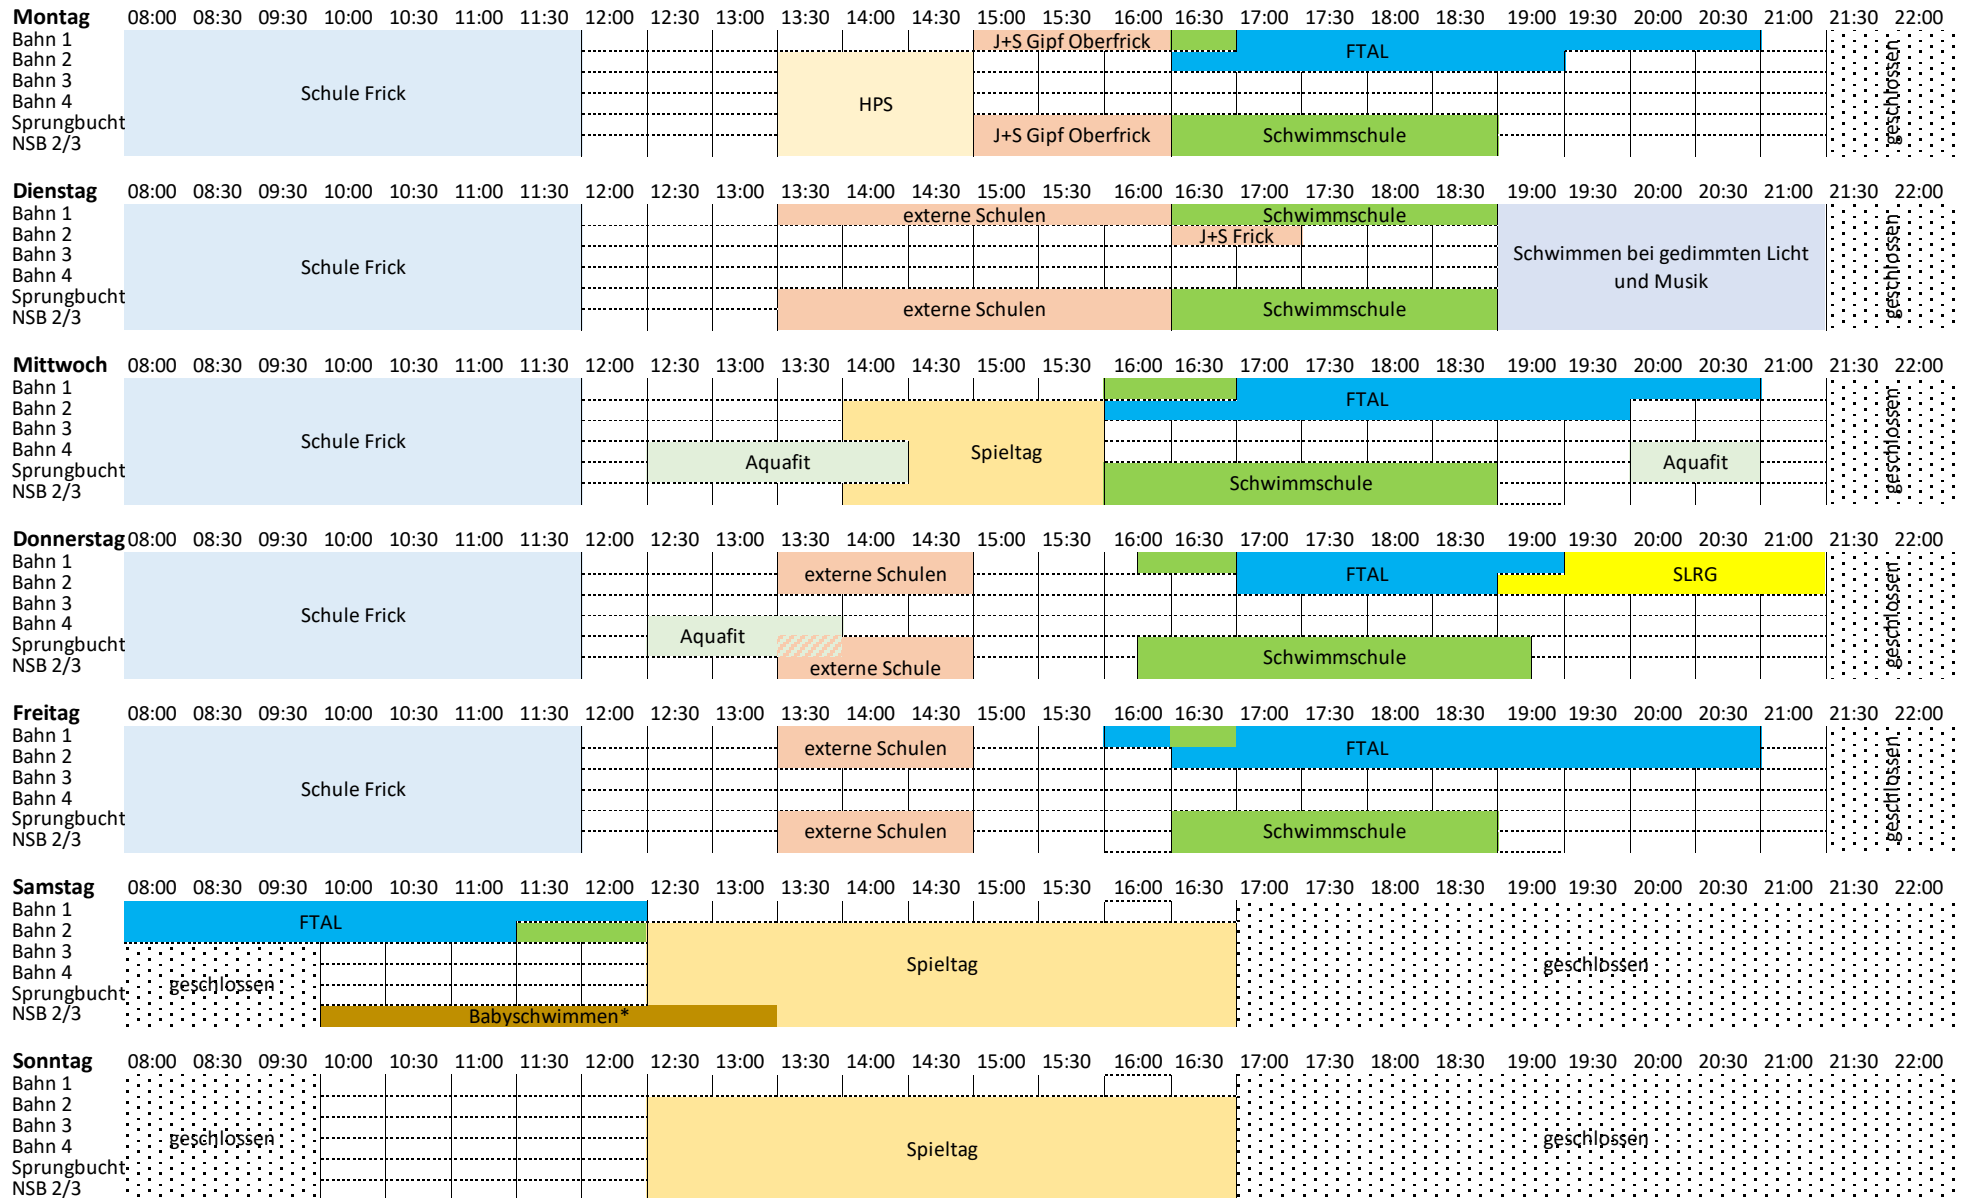 Montag 08:00 08:30 09:30 10:00 10:30 11:00 11:30 12:00 12:30 13:00 13:30 14:00 14:30 15:00 15:30 16:00 16:30 17:00 17:30 18:00 18:30 19:00 19:30 20:00 20:30 21:00 21:30 22:00
Bahn 1 J+S Gipf Oberfrick
Bahn 2 FTAL
Bahn 3
Schule Frick
Bahn 4 HPS geschlossen
Sprungbucht
NSB 2/3 J+S Gipf Oberfrick Schwimmschule
Dienstag 08:00 08:30 09:30 10:00 10:30 11:00 11:30 12:00 12:30 13:00 13:30 14:00 14:30 15:00 15:30 16:00 16:30 17:00 17:30 18:00 18:30 19:00 19:30 20:00 20:30 21:00 21:30 22:00
Bahn 1 externe Schulen Schwimmschule
Bahn 2 J+S Frick
Bahn 3 Schwimmen bei gedimmten Licht
Schule Frick
Bahn 4 und Musik geschlossen
Sprungbucht
NSB 2/3 externe Schulen Schwimmschule
Mittwoch 08:00 08:30 09:30 10:00 10:30 11:00 11:30 12:00 12:30 13:00 13:30 14:00 14:30 15:00 15:30 16:00 16:30 17:00 17:30 18:00 18:30 19:00 19:30 20:00 20:30 21:00 21:30 22:00
Bahn 1
Bahn 2 FTAL
Bahn 3
Schule Frick
Bahn 4 Spieltag geschlossen
Sprungbucht Aquafit Aquafit
NSB 2/3 Schwimmschule
Donnerstag 08:00 08:30 09:30 10:00 10:30 11:00 11:30 12:00 12:30 13:00 13:30 14:00 14:30 15:00 15:30 16:00 16:30 17:00 17:30 18:00 18:30 19:00 19:30 20:00 20:30 21:00 21:30 22:00
Bahn 1
Bahn 2 externe Schulen FTAL SLRG
Bahn 3
Schule Frick
Bahn 4 geschlossen
Sprungbucht Aquafit
NSB 2/3 externe Schule Schwimmschule
Freitag 08:00 08:30 09:30 10:00 10:30 11:00 11:30 12:00 12:30 13:00 13:30 14:00 14:30 15:00 15:30 16:00 16:30 17:00 17:30 18:00 18:30 19:00 19:30 20:00 20:30 21:00 21:30 22:00
Bahn 1
Bahn 2 externe Schulen FTAL
Bahn 3
Schule Frick
Bahn 4 geschlossen
Sprungbucht
NSB 2/3 externe Schulen Schwimmschule
Samstag 08:00 08:30 09:30 10:00 10:30 11:00 11:30 12:00 12:30 13:00 13:30 14:00 14:30 15:00 15:30 16:00 16:30 17:00 17:30 18:00 18:30 19:00 19:30 20:00 20:30 21:00 21:30 22:00
Bahn 1
Bahn 2 FTAL
Bahn 3
Bahn 4 Spieltag geschlossen
Sprungbucht geschlossen
NSB 2/3 Babyschwimmen*
Sonntag 08:00 08:30 09:30 10:00 10:30 11:00 11:30 12:00 12:30 13:00 13:30 14:00 14:30 15:00 15:30 16:00 16:30 17:00 17:30 18:00 18:30 19:00 19:30 20:00 20:30 21:00 21:30 22:00
Bahn 1
Bahn 2
Bahn 3
Bahn 4 geschlossen Spieltag geschlossen
Sprungbucht
NSB 2/3